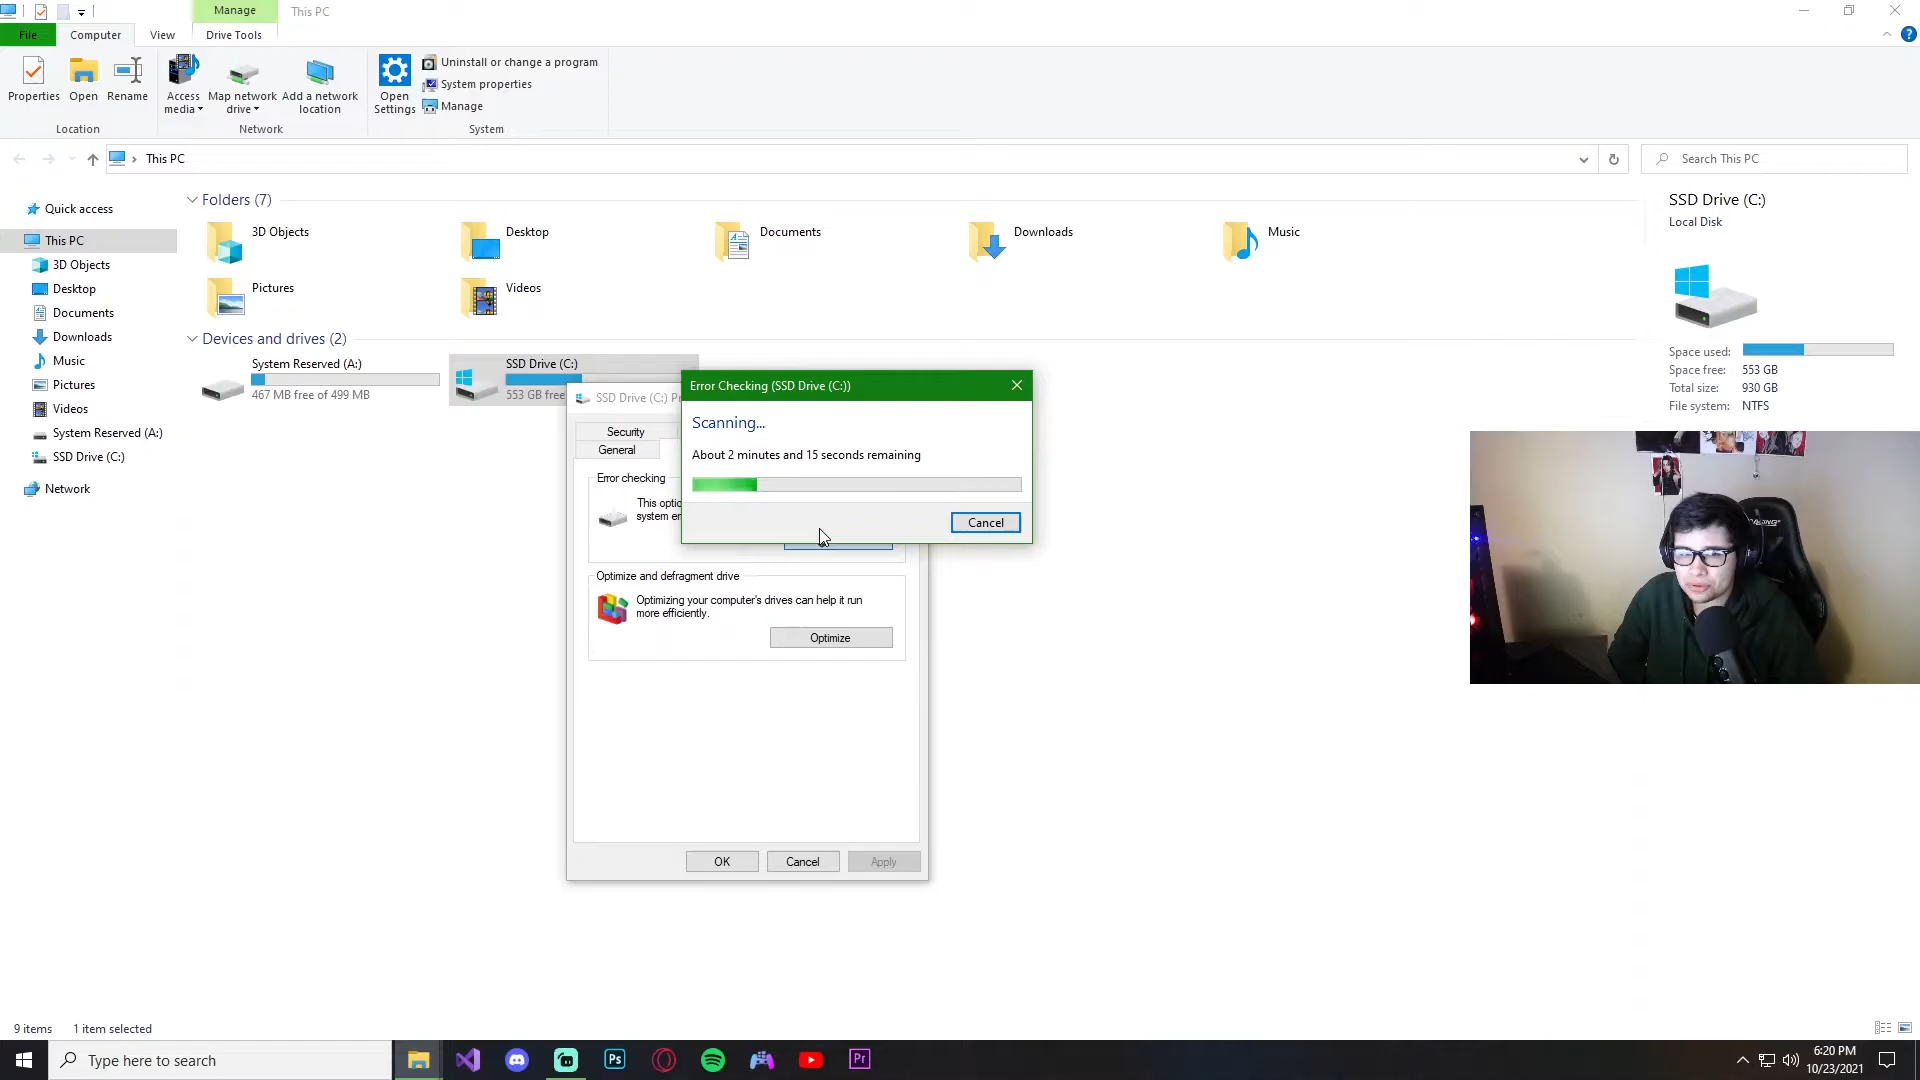 Manage
This PC
File
Computer
View
Drive Tools
Properties
Open
Rename
Access media
Map network drive
Add a network location
Open Settings
Uninstall or change a program
System properties
Manage
Location
Network
System
This PC
Search This PC
Quick access
This PC
3D Objects
Desktop
Documents
Downloads
Music
Pictures
Videos
System Reserved (A:)
SSD Drive (C:)
Network
Folders (7)
3D Objects
Desktop
Documents
Downloads
Music
Pictures
Videos
Devices and drives (2)
System Reserved (A:)
467 MB free of 499 MB
SSD Drive (C:)
553 GB free
SSD Drive (C:)
Local Disk
Space used:
Space free: 553 GB
Total size: 930 GB
File system: NTFS
SSD Drive (C:) Pr
Security
General
Error checking
This optio
system er
Optimize and defragment drive
Optimizing your computer's drives can help it run
more efficiently.
Optimize
OK
Cancel
Apply
Error Checking (SSD Drive (C:))
Scanning...
About 2 minutes and 15 seconds remaining
Cancel
9 items
1 item selected
Type here to search
Ps
Pr
6:20 PM
10/23/2021